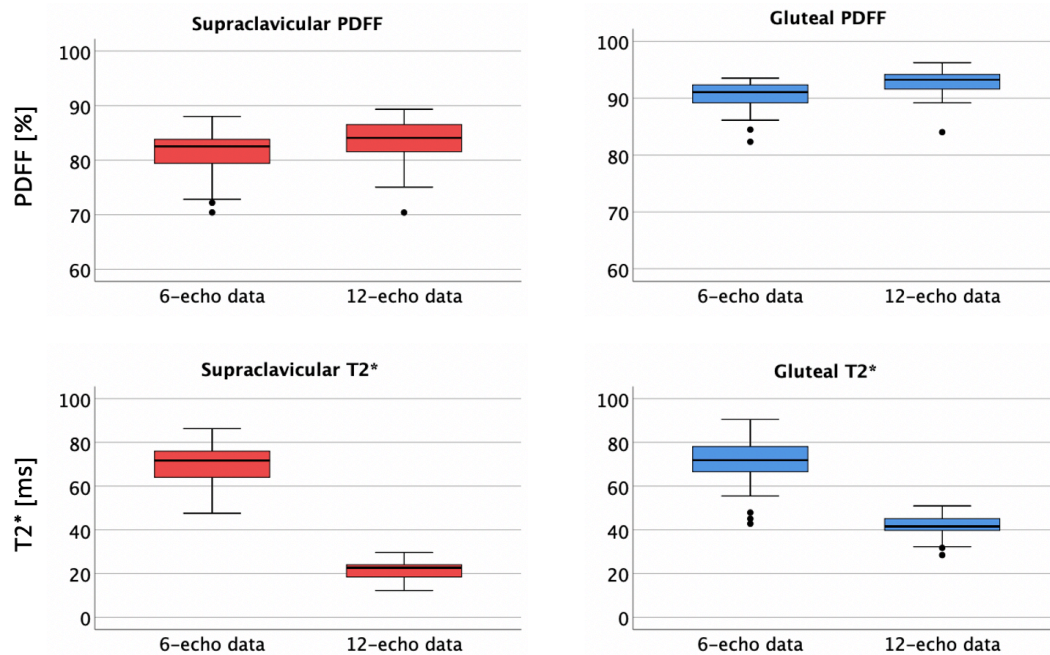 Supraclavicular PDFF
PDFF [%]
100
90
80
70
60
6-echo data 12-echo data
Gluteal PDFF
100
90
80
70
60
6-echo data 12-echo data
Supraclavicular T2*
T2* [ms]
100
80
60
40
20
0
6-echo data 12-echo data
Gluteal T2*
100
80
60
40
20
0
6-echo data 12-echo data